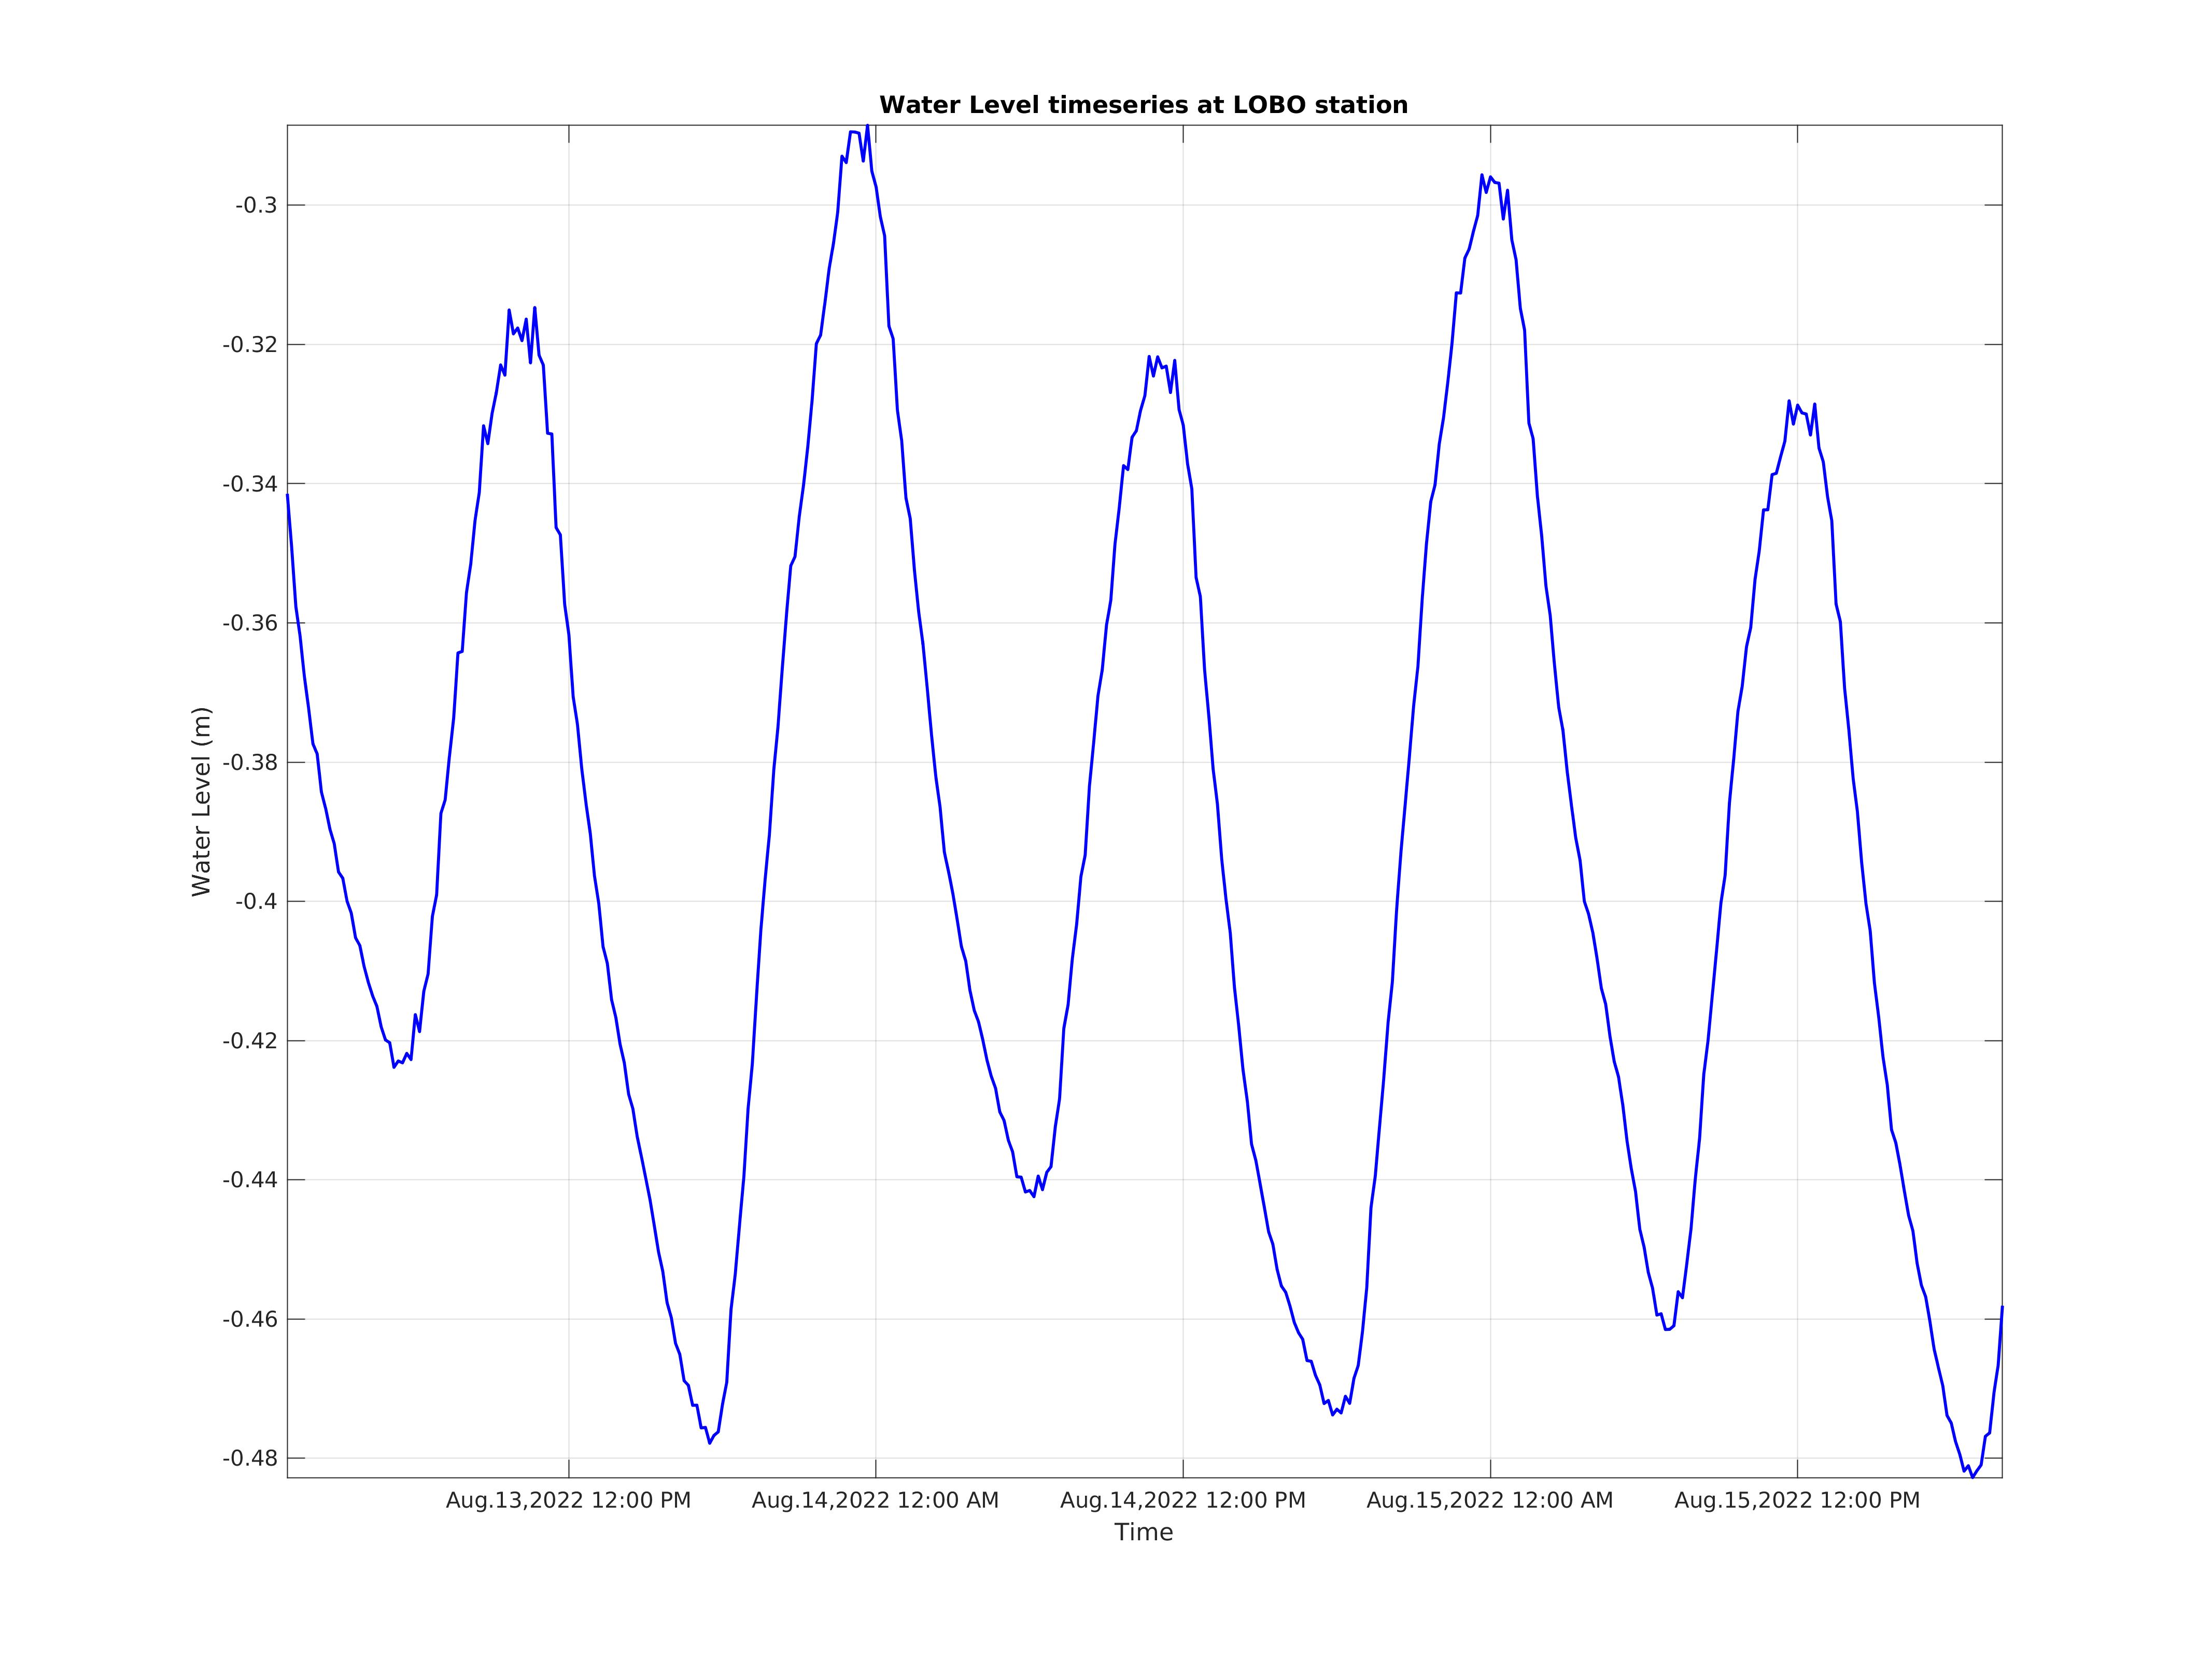 Water Level timeseries at LOBO station
-0.3
-0.32
-0.34
-0.36
-0.38
-0.4
-0.42
-0.44
-0.46
-0.48
Water Level (m)
Aug.13,2022 12:00 PM
Aug.14,2022 12:00 AM
Aug.14,2022 12:00 PM
Aug.15,2022 12:00 AM
Aug.15,2022 12:00 PM
Time